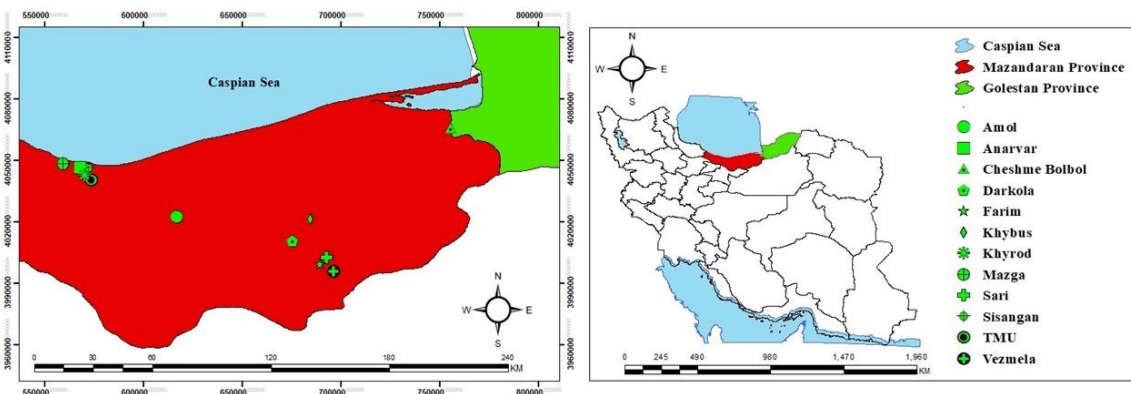 550000 600000 650000 700000 750000 800000
4110000
4080000
4050000
4020000
3990000
3960000
Caspian Sea
N
W E
S
0 30 60 120 180 240
KM
550000 600000 650000 700000 750000 800000
4110000
4080000
4050000
4020000
3990000
3960000
N
W E
S
0 245 490 980 1,470 1,960
KM
Caspian Sea
Mazandaran Province
Golestan Province
Amol
Anarvar
Cheshme Bolbol
Darkola
Farim
Khybus
Khyrod
Mazga
Sari
Sisangan
TMU
Vezmela